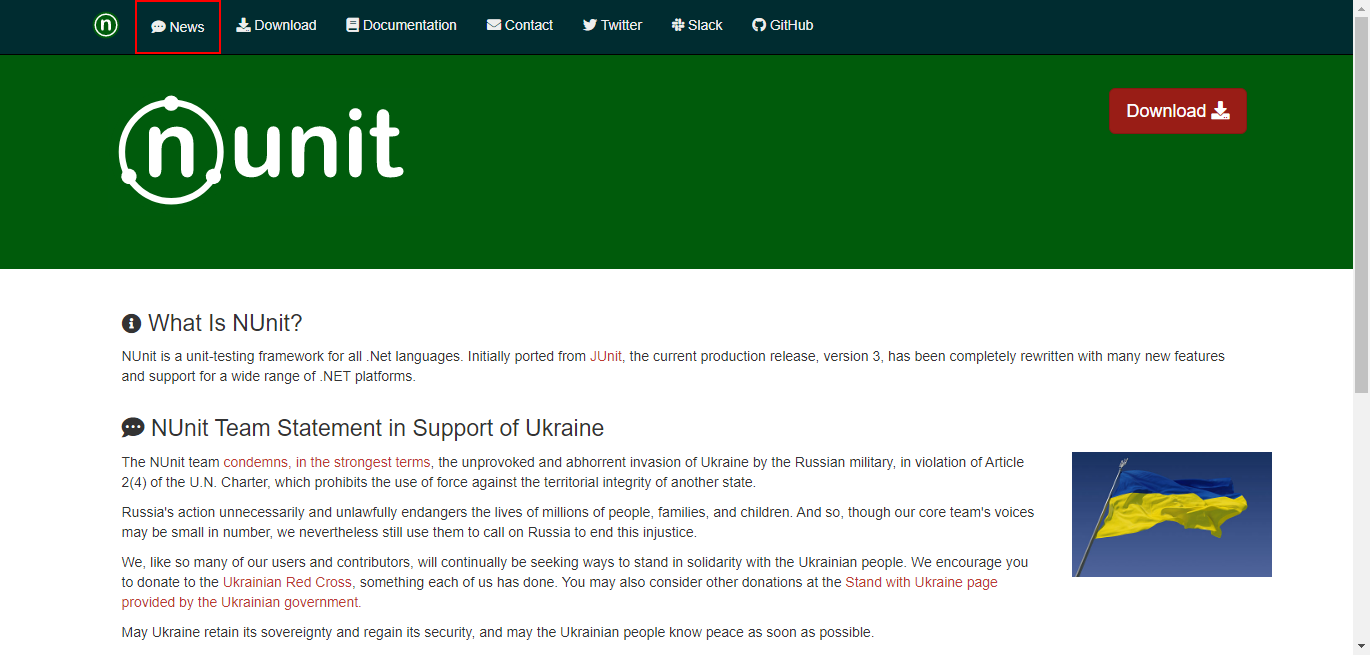 n News Download Documentation Contact Twitter Slack GitHub
nunit
Download
What Is NUnit?
NUnit is a unit-testing framework for all .Net languages. Initially ported from JUnit, the current production release, version 3, has been completely rewritten with many new features
and support for a wide range of .NET platforms.
NUnit Team Statement in Support of Ukraine
The NUnit team condemns, in the strongest terms, the unprovoked and abhorrent invasion of Ukraine by the Russian military, in violation of Article
2(4) of the U.N. Charter, which prohibits the use of force against the territorial integrity of another state.
Russia's action unnecessarily and unlawfully endangers the lives of millions of people, families, and children. And so, though our core team's voices
may be small in number, we nevertheless still use them to call on Russia to end this injustice.
We, like so many of our users and contributors, will continually be seeking ways to stand in solidarity with the Ukrainian people. We encourage you
to donate to the Ukrainian Red Cross, something each of us has done. You may also consider other donations at the Stand with Ukraine page
provided by the Ukrainian government.
May Ukraine retain its sovereignty and regain its security, and may the Ukrainian people know peace as soon as possible.